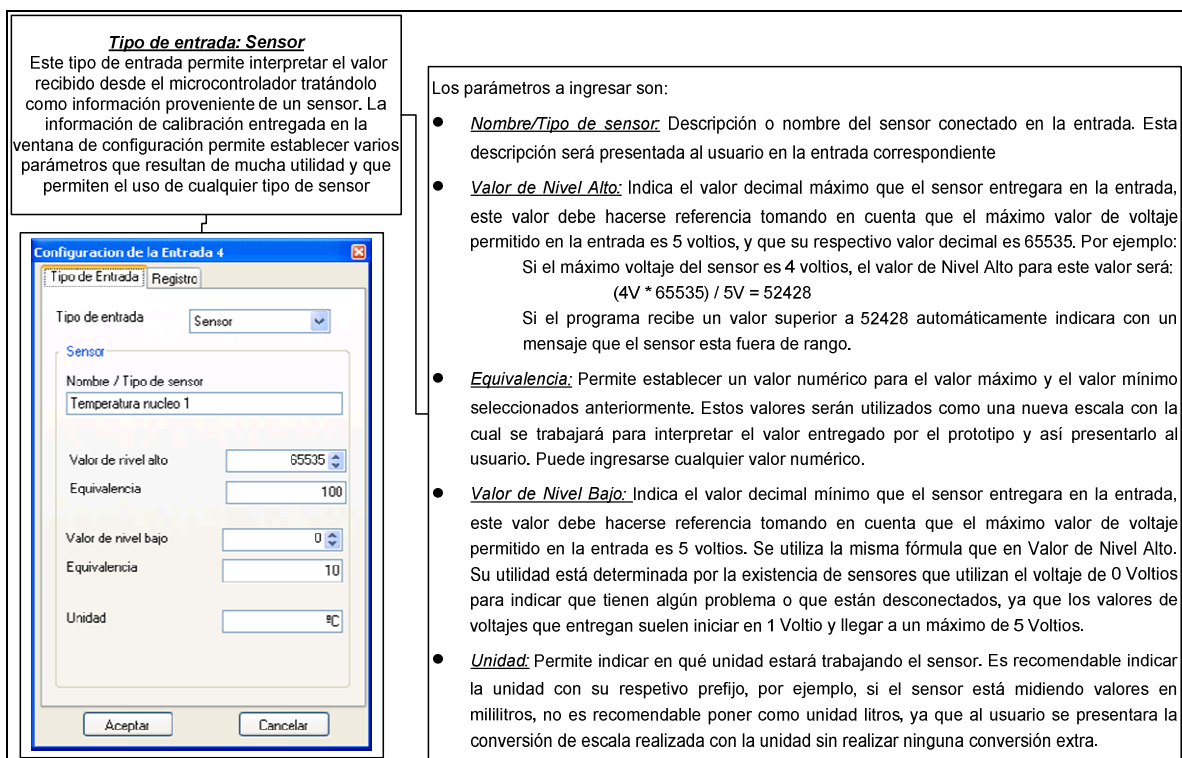 Tipo de entrada: Sensor
Este tipo de entrada permite interpretar el valor
recibido desde el microcontrolador tratándolo
como información proveniente de un sensor. La
información de calibración entregada en la
ventana de configuración permite establecer varios
parámetros que resultan de mucha utilidad y que
permiten el uso de cualquier tipo de sensor
Configuracion de la Entrada 4
Tipo de Entrada Registro
Tipo de entrada Sensor
Sensor
Nombre / Tipo de sensor
Temperatura nucleo 1
Valor de nivel alto 65535
Equivalencia 100
Valor de nivel bajo 0
Equivalencia 10
Unidad ºC
Aceptar Cancelar
Los parámetros a ingresar son:
● Nombre/Tipo de sensor: Descripción o nombre del sensor conectado en la entrada. Esta
descripción será presentada al usuario en la entrada correspondiente
● Valor de Nivel Alto: Indica el valor decimal máximo que el sensor entregara en la entrada,
este valor debe hacerse referencia tomando en cuenta que el máximo valor de voltaje
permitido en la entrada es 5 voltios, y que su respectivo valor decimal es 65535. Por ejemplo:
Si el máximo voltaje del sensor es 4 voltios, el valor de Nivel Alto para este valor será:
(4V * 65535) / 5V = 52428
Si el programa recibe un valor superior a 52428 automáticamente indicara con un
mensaje que el sensor esta fuera de rango.
● Equivalencia: Permite establecer un valor numérico para el valor máximo y el valor mínimo
seleccionados anteriormente. Estos valores serán utilizados como una nueva escala con la
cual se trabajará para interpretar el valor entregado por el prototipo y así presentarlo al
usuario. Puede ingresarse cualquier valor numérico.
● Valor de Nivel Bajo: Indica el valor decimal mínimo que el sensor entregara en la entrada,
este valor debe hacerse referencia tomando en cuenta que el máximo valor de voltaje
permitido en la entrada es 5 voltios. Se utiliza la misma fórmula que en Valor de Nivel Alto.
Su utilidad está determinada por la existencia de sensores que utilizan el voltaje de 0 Voltios
para indicar que tienen algún problema o que están desconectados, ya que los valores de
voltajes que entregan suelen iniciar en 1 Voltio y llegar a un máximo de 5 Voltios.
● Unidad: Permite indicar en qué unidad estará trabajando el sensor. Es recomendable indicar
la unidad con su respetivo prefijo, por ejemplo, si el sensor está midiendo valores en
mililitros, no es recomendable poner como unidad litros, ya que al usuario se presentara la
conversión de escala realizada con la unidad sin realizar ninguna conversión extra.